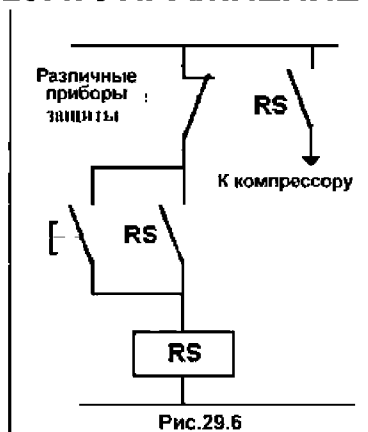 Различные
приборы
защиты
RS
К компрессору
RS
RS
Рис.29.6